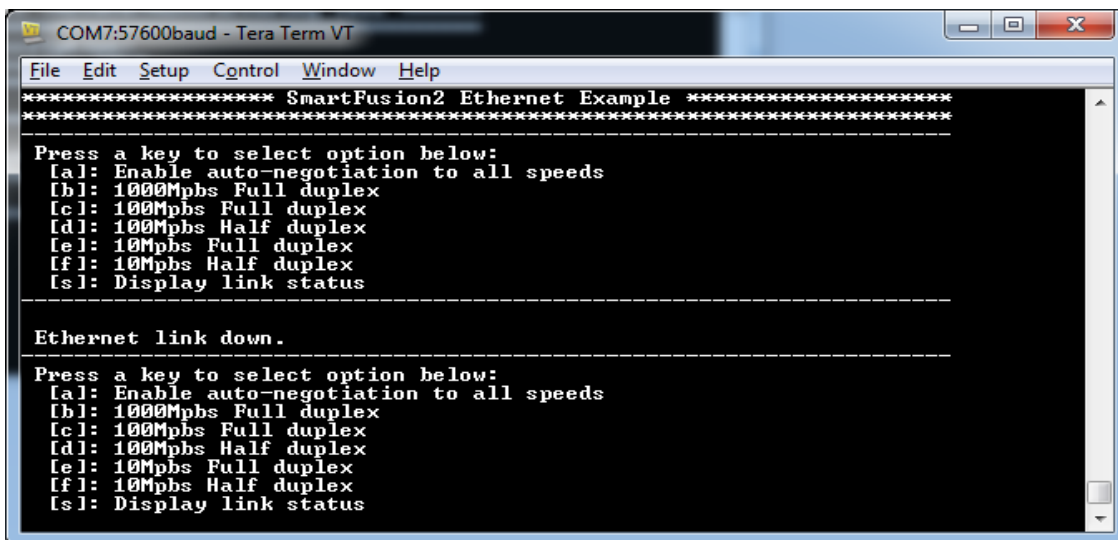 COM7:57600baud - Tera Term VT
File Edit Setup Control Window Help
******************* SmartFusion2 Ethernet Example ********************
**********************************************************************
----------------------------------------------------------------------
Press a key to select option below:
[a]: Enable auto-negotiation to all speeds
[b]: 1000Mpbs Full duplex
[c]: 100Mpbs Full duplex
[d]: 100Mpbs Half duplex
[e]: 10Mpbs Full duplex
[f]: 10Mpbs Half duplex
[s]: Display link status
----------------------------------------------------------------------
Ethernet link down.
----------------------------------------------------------------------
Press a key to select option below:
[a]: Enable auto-negotiation to all speeds
[b]: 1000Mpbs Full duplex
[c]: 100Mpbs Full duplex
[d]: 100Mpbs Half duplex
[e]: 10Mpbs Full duplex
[f]: 10Mpbs Half duplex
[s]: Display link status